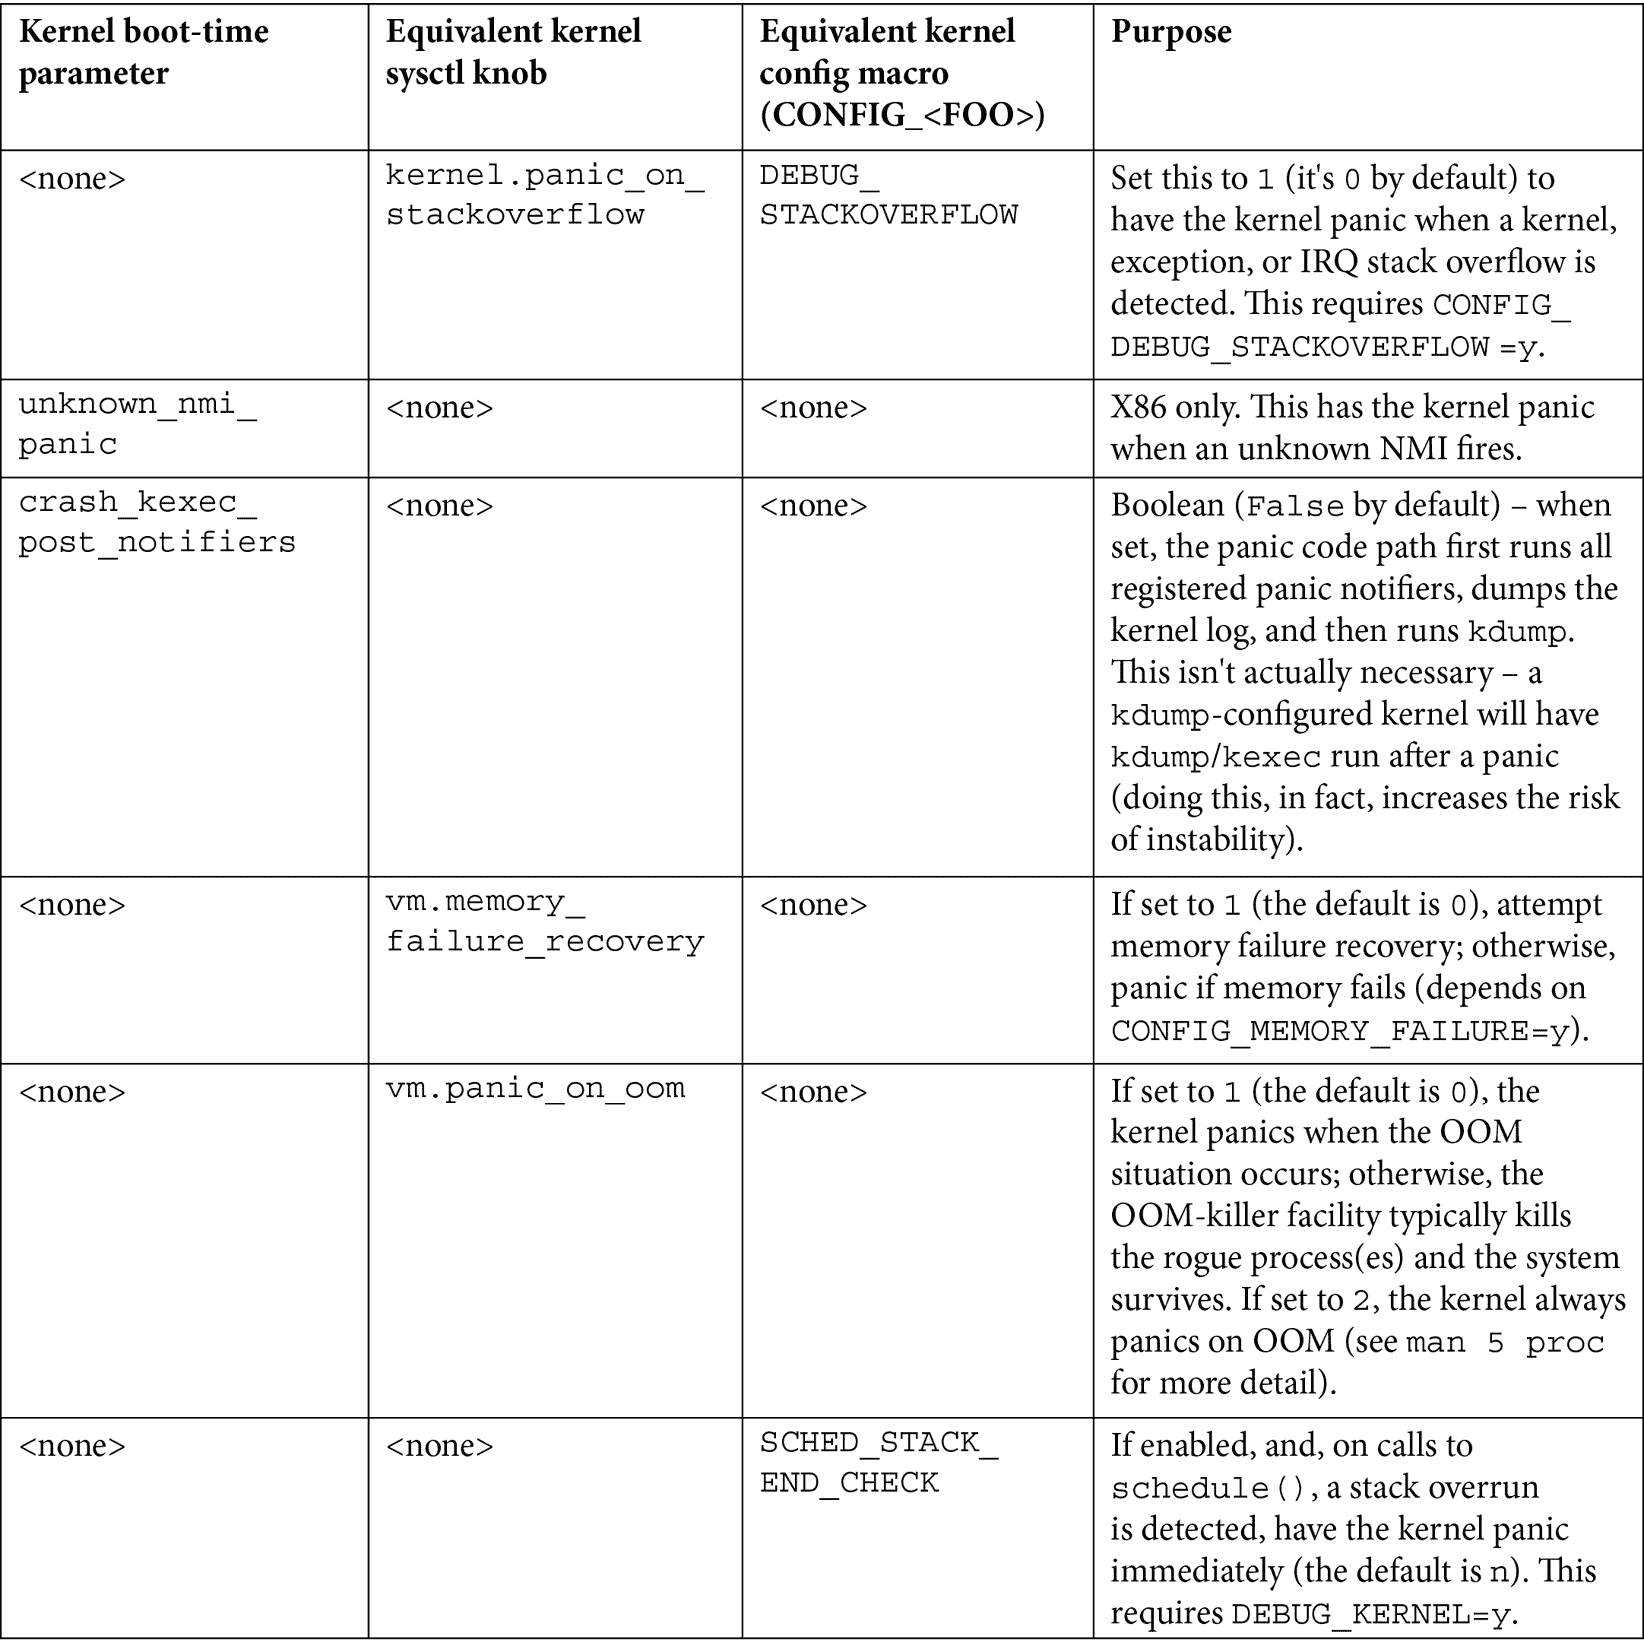 Kernel boot-time
parameter
Equivalent kernel
sysctl knob
Equivalent kernel
config macro
(CONFIG_<FOO>)
Purpose
<none>
kernel.panic_on_
stackoverflow
DEBUG_
STACKOVERFLOW
Set this to 1 (it's 0 by default) to
have the kernel panic when a kernel,
exception, or IRQ stack overflow is
detected. This requires CONFIG_
DEBUG_STACKOVERFLOW =y.
unknown_nmi_
panic
<none>
<none>
X86 only. This has the kernel panic
when an unknown NMI fires.
crash_kexec_
post_notifiers
<none>
<none>
Boolean (False by default) – when
set, the panic code path first runs all
registered panic notifiers, dumps the
kernel log, and then runs kdump.
This isn't actually necessary – a
kdump-configured kernel will have
kdump/kexec run after a panic
(doing this, in fact, increases the risk
of instability).
<none>
vm.memory_
failure_recovery
<none>
If set to 1 (the default is 0), attempt
memory failure recovery; otherwise,
panic if memory fails (depends on
CONFIG_MEMORY_FAILURE=y).
<none>
vm.panic_on_oom
<none>
If set to 1 (the default is 0), the
kernel panics when the OOM
situation occurs; otherwise, the
OOM-killer facility typically kills
the rogue process(es) and the system
survives. If set to 2, the kernel always
panics on OOM (see man 5 proc
for more detail).
<none>
<none>
SCHED_STACK_
END_CHECK
If enabled, and, on calls to
schedule(), a stack overrun
is detected, have the kernel panic
immediately (the default is n). This
requires DEBUG_KERNEL=y.